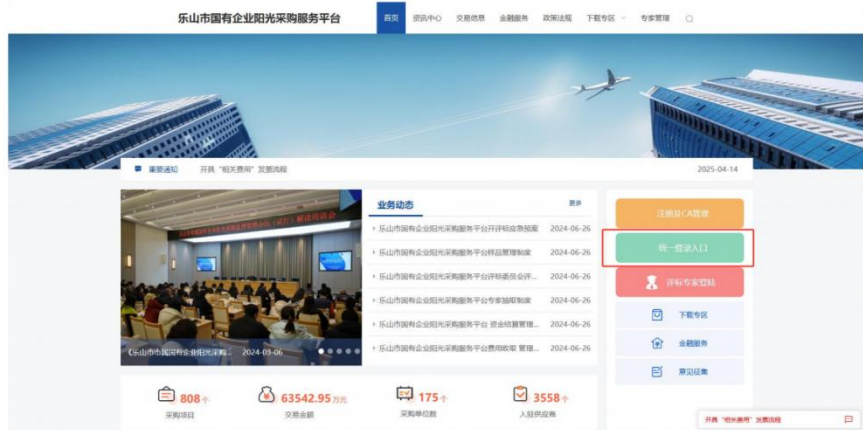 乐山市国有企业阳光采购服务平台
首页 资讯中心 交易信息 金融服务 政策法规 下载专区 专家管理
重要通知 开具“相关费用”发票流程 2025-04-14
业务动态 更多
乐山市国有企业阳光采购服务平台开评标应急预案 2024-06-26
乐山市国有企业阳光采购服务平台样品管理制度 2024-06-26
乐山市国有企业阳光采购服务平台评标委员会评... 2024-06-26
乐山市国有企业阳光采购服务平台专家抽取制度 2024-06-26
乐山市国有企业阳光采购服务平台 资金结算管理... 2024-06-26
乐山市国有企业阳光采购服务平台费用收取 管理... 2024-06-26
《乐山市市属国有企业阳光采购... 2024-03-06
注册及CA管理
统一登录入口
评标专家登陆
下载专区
金融服务
意见征集
808个
采购项目
63542.95万元
交易金额
175个
采购单位数
3558个
入驻供应商
开具“相关费用”发票流程